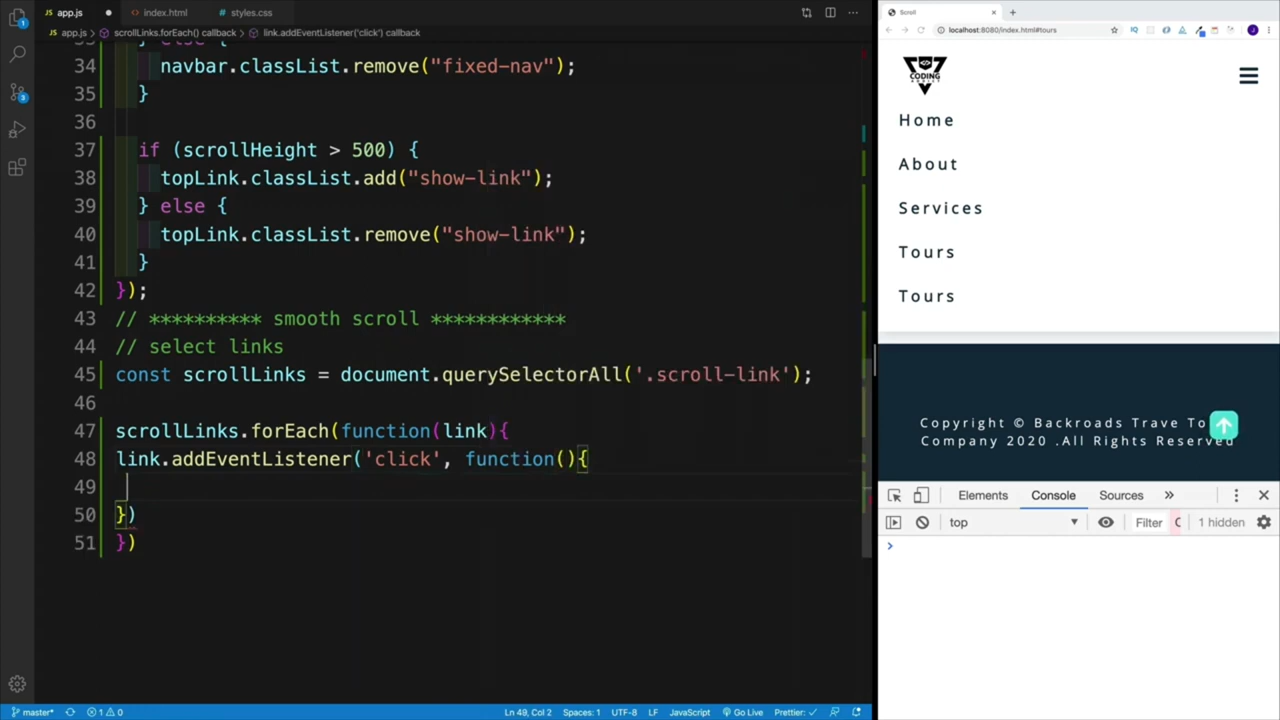 app.js
index.html
# styles.css
app.js > scrollLinks.forEach() callback > link.addEventListener('click') callback
} else {
34 navbar.classList.remove("fixed-nav");
35 }
36
37 if (scrollHeight > 500) {
38 topLink.classList.add("show-link");
39 } else {
40 topLink.classList.remove("show-link");
41 }
42 });
43 // ********** smooth scroll ************
44 // select links
45 const scrollLinks = document.querySelectorAll('.scroll-link');
46
47 scrollLinks.forEach(function(link){
48 link.addEventListener('click', function(){
49
50 })
51 })
master*
1 0
Ln 49, Col 2
Spaces: 1
UTF-8
LF
JavaScript
Go Live
Prettier: ✓
Scroll
localhost:8080/index.html#tours
CODING
ADDICT
Home
About
Services
Tours
Tours
Copyright © Backroads Trave To
Company 2020 .All Rights Reserved
Elements
Console
Sources
»
top
Filter
1 hidden